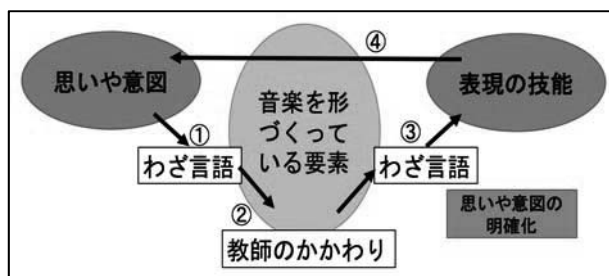 ④
思いや意図
表現の技能
音楽を形
づくって
いる要素
①
③
わざ言語
わざ言語
②
思いや意図の
明確化
教師のかかわり